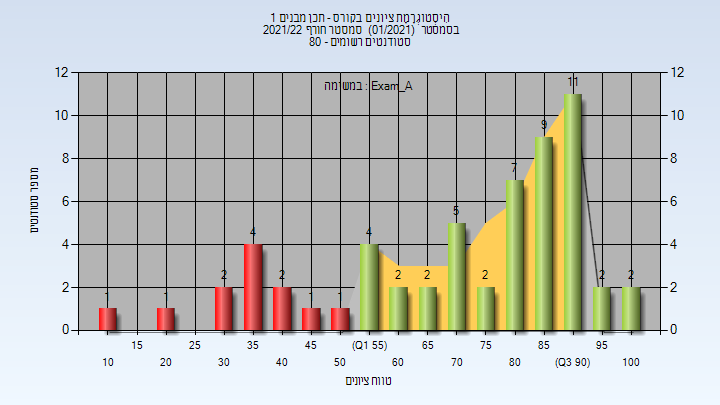 הִיסְטוֹגְרַמַּת ציונים בקורס - תכן מבנים 1
בסמסטר (01/2021) סמסטר חורף 2021/22
סטודנטים רשומים - 80
במשימה : Exam_A
12 12
10 10
8 8
6 6
4 4
2 2
0 0
מספר סטודנטים
1 1 2 4 2 1 1 4 2 2 5 2 7 9 11 2 2
15 25 35 45 (Q1 55) 65 75 85 95
10 20 30 40 50 60 70 80 (Q3 90) 100
טווח ציונים